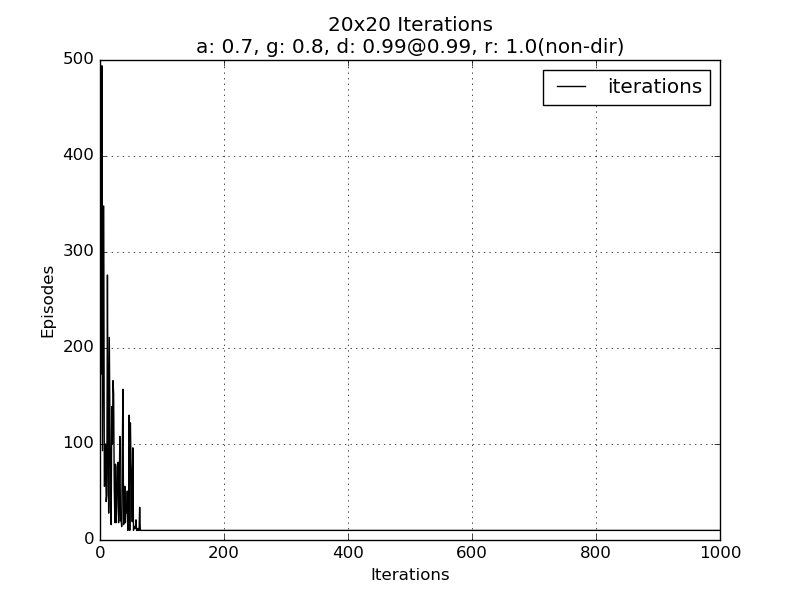 20x20 Iterations
a: 0.7, g: 0.8, d: 0.99@0.99, r: 1.0(non-dir)
iterations
500
400
300
200
100
0
Episodes
0 200 400 600 800 1000
Iterations